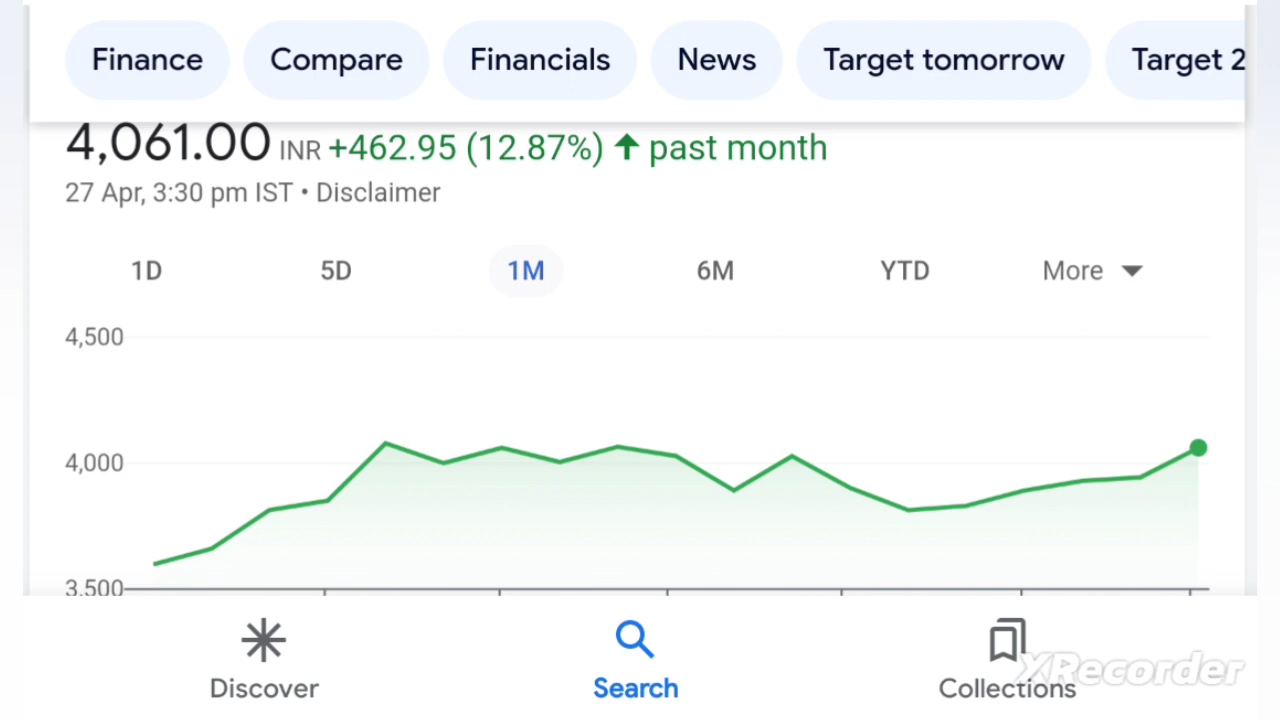 Finance Compare Financials News Target tomorrow Target 2
4,061.00 INR +462.95 (12.87%) ↑ past month
27 Apr, 3:30 pm IST • Disclaimer
1D 5D 1M 6M YTD More
4,500
4,000
3,500
Discover Search Collections
XRecorder